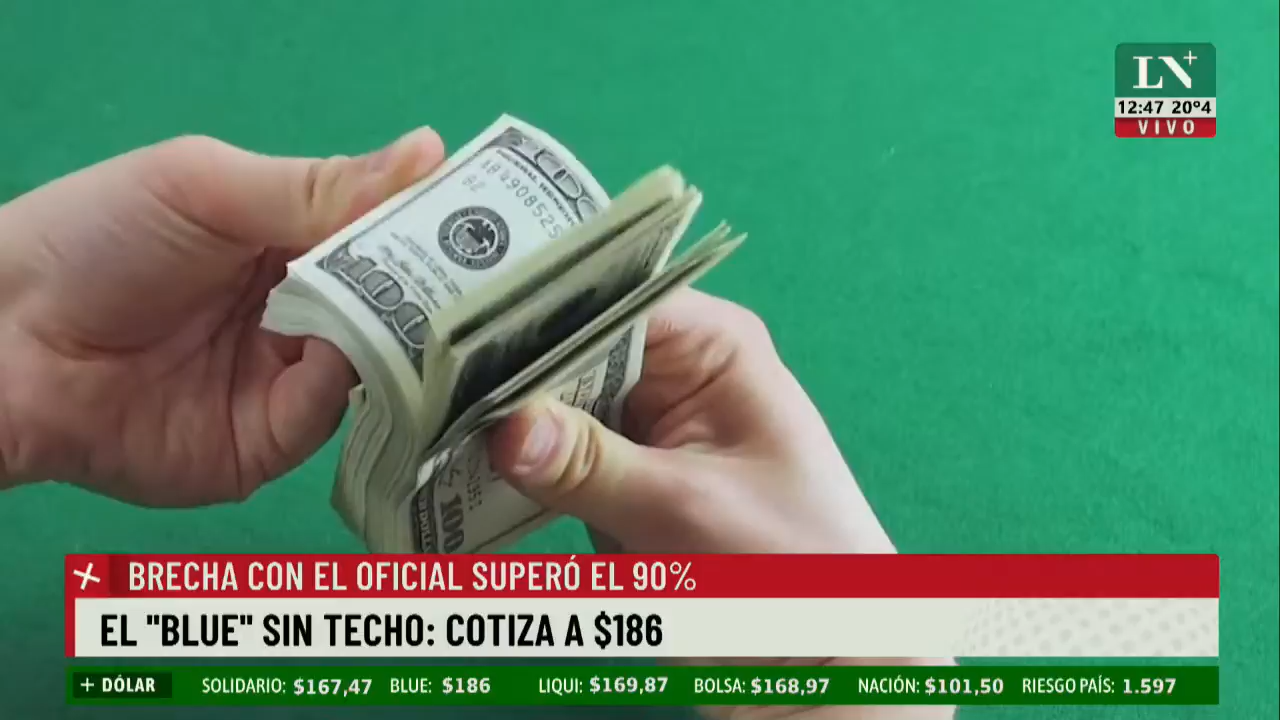 LN+
12:47 20°4
VIVO
100
BRECHA CON EL OFICIAL SUPERÓ EL 90%
EL "BLUE" SIN TECHO: COTIZA A $186
+ DÓLAR SOLIDARIO: $167,47 BLUE: $186 LIQUI: $169,87 BOLSA: $168,97 NACIÓN: $101,50 RIESGO PAÍS: 1.597